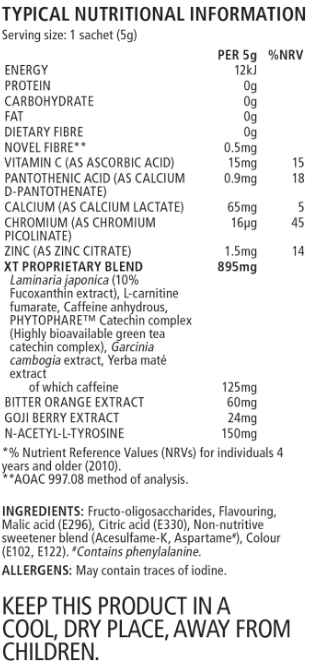 TYPICAL NUTRITIONAL INFORMATION
Serving size: 1 sachet (5g)
PER 5g %NRV
ENERGY 12kJ
PROTEIN 0g
CARBOHYDRATE 0g
FAT 0g
DIETARY FIBRE 0g
NOVEL FIBRE** 0.5mg
VITAMIN C (AS ASCORBIC ACID) 15mg 15
PANTOTHENIC ACID (AS CALCIUM 0.9mg 18
D-PANTOTHENATE)
CALCIUM (AS CALCIUM LACTATE) 65mg 5
CHROMIUM (AS CHROMIUM 16µg 45
PICOLINATE)
ZINC (AS ZINC CITRATE) 1.5mg 14
XT PROPRIETARY BLEND 895mg
Laminaria japonica (10%
Fucoxanthin extract), L-carnitine
fumarate, Caffeine anhydrous,
PHYTOPHARE™ Catechin complex
(Highly bioavailable green tea
catechin complex), Garcinia
cambogia extract, Yerba maté
extract
of which caffeine 125mg
BITTER ORANGE EXTRACT 60mg
GOJI BERRY EXTRACT 24mg
N-ACETYL-L-TYROSINE 150mg
*% Nutrient Reference Values (NRVs) for individuals 4
years and older (2010).
**AOAC 997.08 method of analysis.
INGREDIENTS: Fructo-oligosaccharides, Flavouring,
Malic acid (E296), Citric acid (E330), Non-nutritive
sweetener blend (Acesulfame-K, Aspartame#), Colour
(E102, E122). #Contains phenylalanine.
ALLERGENS: May contain traces of iodine.
KEEP THIS PRODUCT IN A
COOL, DRY PLACE, AWAY FROM
CHILDREN.